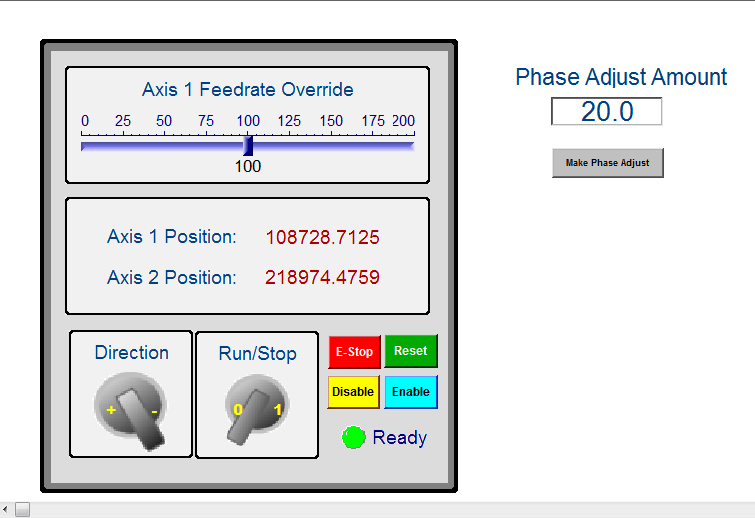 Axis 1 Feedrate Override
0 25 50 75 100 125 150 175 200
100
Phase Adjust Amount
20.0
Make Phase Adjust
Axis 1 Position: 108728.7125
Axis 2 Position: 218974.4759
Direction
+ -
Run/Stop
0 1
E-Stop Reset
Disable Enable
Ready